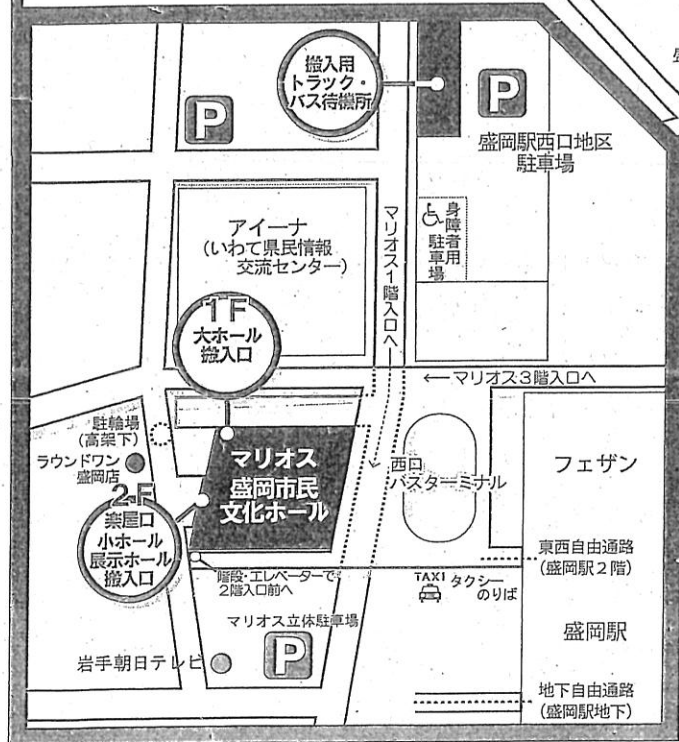 搬入用
トラック・
バス待機所
P
P
盛岡駅西口地区
駐車場
身障者用
駐車場
マリオス1階入口へ
アイーナ
(いわて県民情報
交流センター)
1F
大ホール
搬入口
←マリオス3階入口へ
駐輪場
(高架下)
ラウンドワン
盛岡店
マリオス
盛岡市民
文化ホール
西口
バスターミナル
フェザン
2F
楽屋口
小ホール
展示ホール
搬入口
階段・エレベーターで
2階入口前へ
TAXI タクシー
のりば
東西自由通路
(盛岡駅2階)
マリオス立体駐車場
P
盛岡駅
岩手朝日テレビ
地下自由通路
(盛岡駅地下)